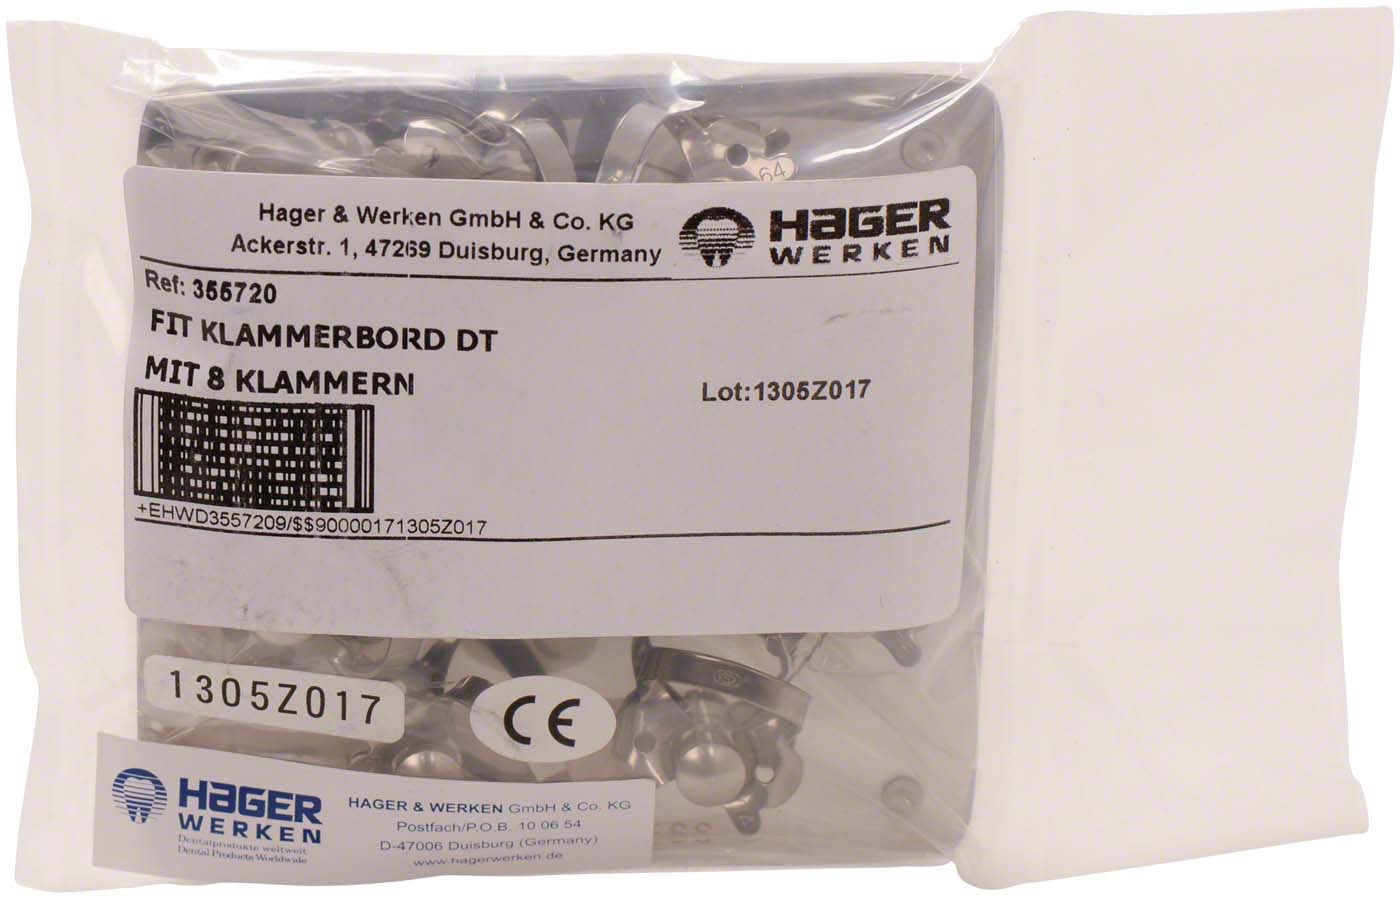 64
Hager & Werken GmbH & Co. KG
Ackerstr. 1, 47269 Duisburg, Germany
HAGER
WERKEN
Ref: 355720
FIT KLAMMERBORD DT
MIT 8 KLAMMERN
Lot:1305Z017
+EHWD3557209/$$90000171305Z017
1305Z017
CE
HAGER
WERKEN
Dentalprodukte weltweit
Dental Products Worldwide
HAGER & WERKEN GmbH & Co. KG
Postfach/P.O.B. 10 06 54
D-47006 Duisburg (Germany)
www.hagerwerken.de